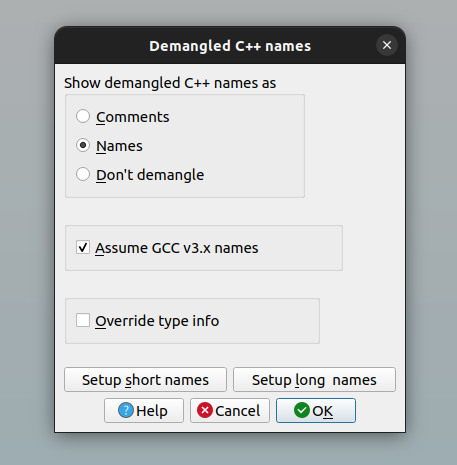 Demangled C++ names
Show demangled C++ names as
Comments
Names
Don't demangle
Assume GCC v3.x names
Override type info
Setup short names
Setup long  names
Help
Cancel
OK